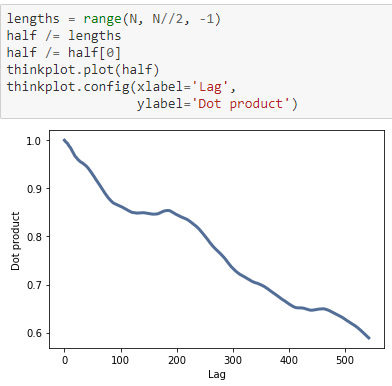 lengths = range(N, N//2, -1)
half /= lengths
half /= half[0]
thinkplot.plot(half)
thinkplot.config(xlabel='Lag',
                 ylabel='Dot product')
1.0
0.9
0.8
0.7
0.6
Dot product
0 100 200 300 400 500
Lag